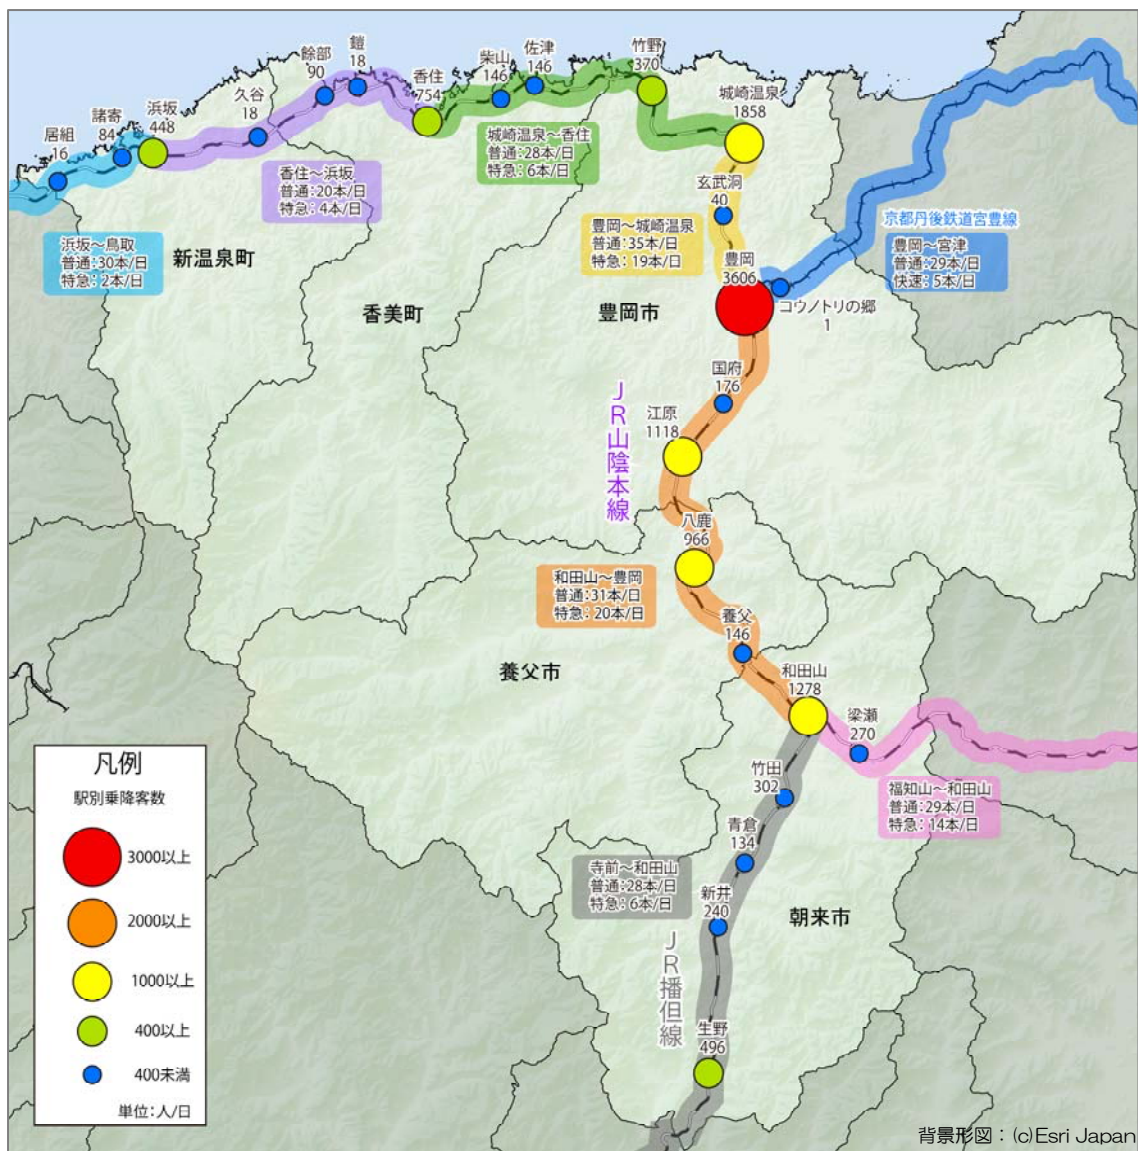 居組
16
諸寄
84
浜坂
448
久谷
18
餘部
90
鎧
18
香住
754
柴山
146
佐津
146
竹野
370
城崎温泉
1858
城崎温泉～香住
普通:28本/日
特急:6本/日
香住～浜坂
普通:20本/日
特急:4本/日
浜坂～鳥取
普通:30本/日
特急:2本/日
玄武洞
40
豊岡～城崎温泉
普通:35本/日
特急:19本/日
京都丹後鉄道宮豊線
豊岡～宮津
普通:29本/日
快速:5本/日
豊岡
3606
コウノトリの郷
1
新温泉町
香美町
豊岡市
国府
176
江原
1118
JR山陰本線
八鹿
966
和田山～豊岡
普通:31本/日
特急:20本/日
養父
146
養父市
和田山
1278
梁瀬
270
福知山～和田山
普通:29本/日
特急:14本/日
竹田
302
青倉
134
寺前～和田山
普通:28本/日
特急:6本/日
新井
240
朝来市
JR播但線
生野
496
凡例
駅別乗降客数
3000以上
2000以上
1000以上
400以上
400未満
単位:人/日
背景形図：(c)Esri Japan